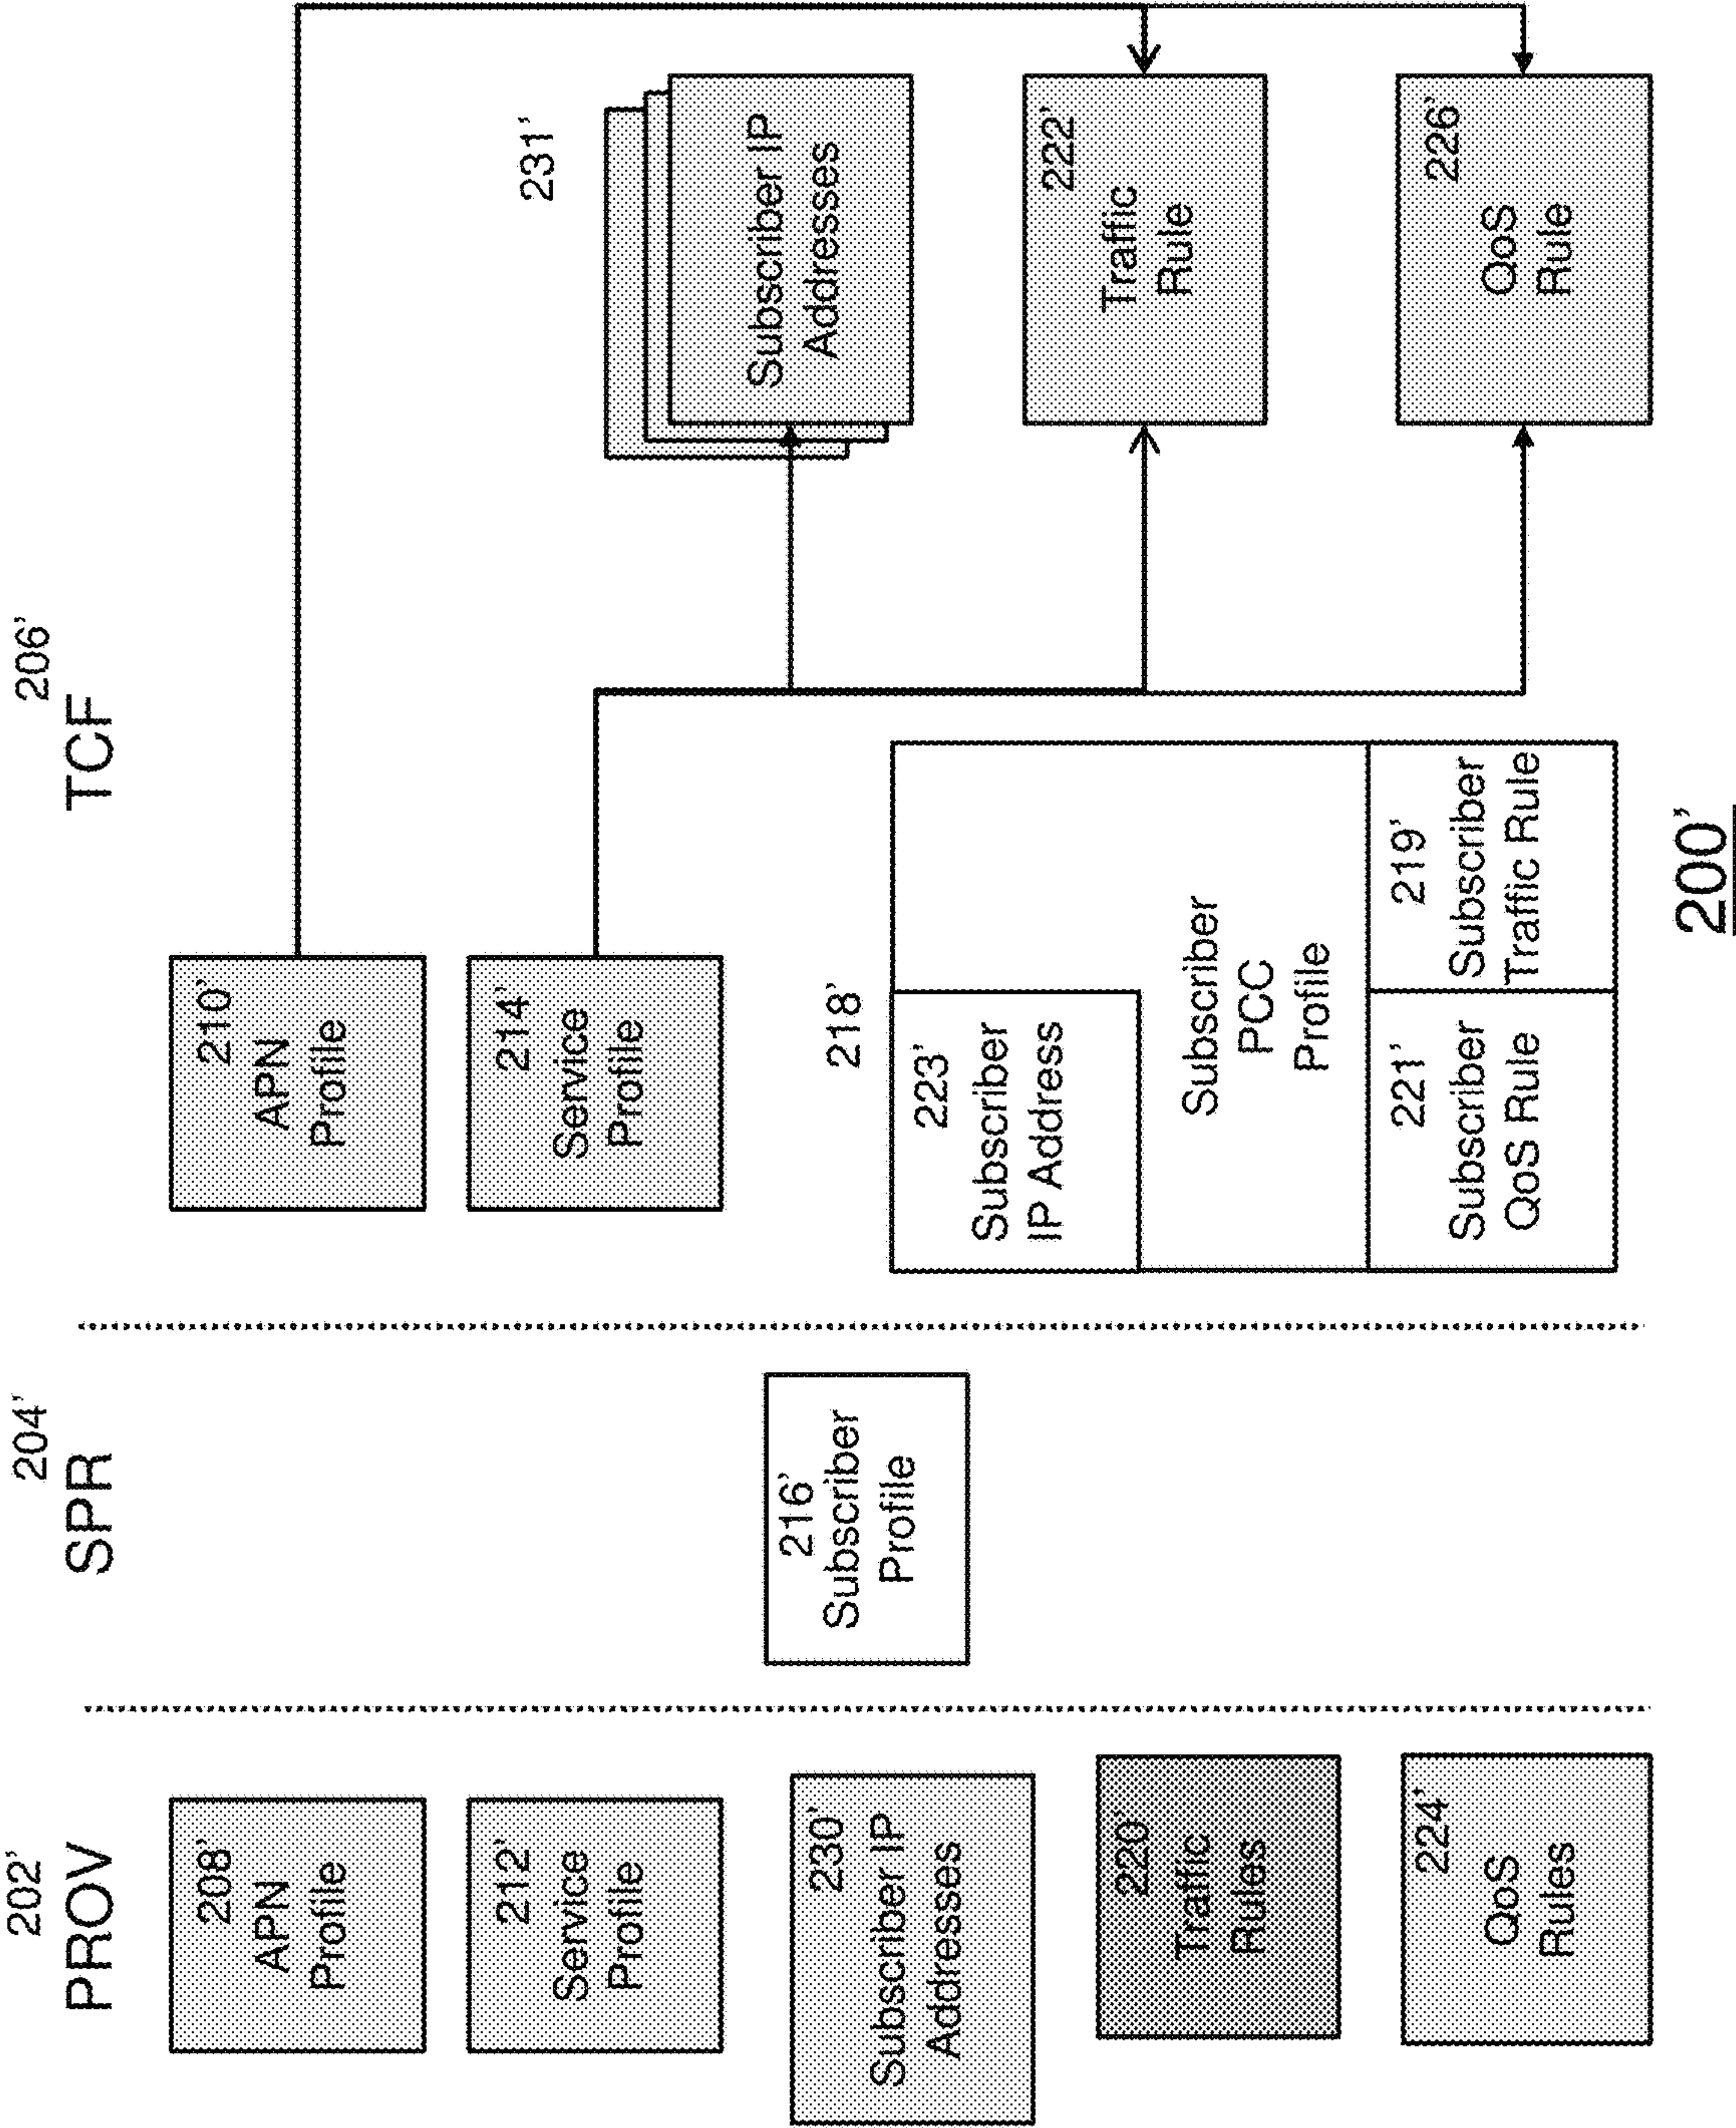 202'
PROV
204'
SPR
206'
TCF
208'
APN
Profile
212'
Service
Profile
230'
Subscriber IP
Addresses
220'
Traffic
Rules
224'
QoS
Rules
216'
Subscriber
Profile
210'
APN
Profile
214'
Service
Profile
218'
223'
Subscriber
IP Address
Subscriber
PCC
Profile
221'
Subscriber
QoS Rule
219'
Subscriber
Traffic Rule
231'
Subscriber IP
Addresses
222'
Traffic
Rule
226'
QoS
Rule
200'